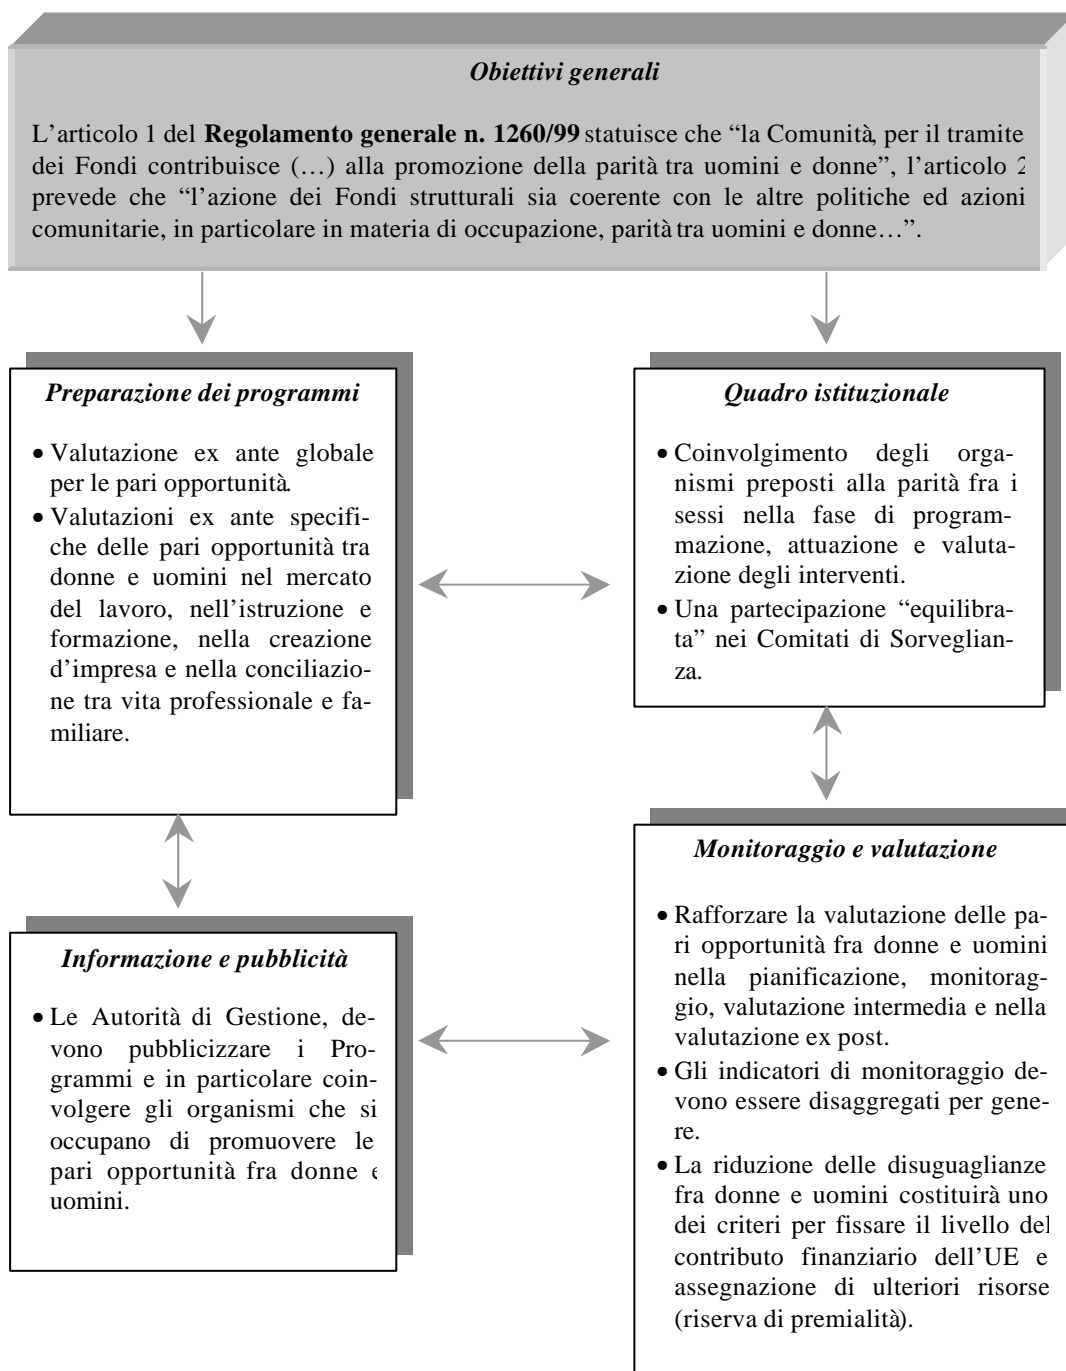 Obiettivi generali
L’articolo 1 del Regolamento generale n. 1260/99 statuisce che “la Comunità, per il tramite
dei Fondi contribuisce (…) alla promozione della parità tra uomini e donne”, l’articolo 2
prevede che “l’azione dei Fondi strutturali sia coerente con le altre politiche ed azioni
comunitarie, in particolare in materia di occupazione, parità tra uomini e donne…”.
Preparazione dei programmi
• Valutazione ex ante globale
per le pari opportunità.
• Valutazioni ex ante specifi-
che delle pari opportunità tra
donne e uomini nel mercato
del lavoro, nell’istruzione e
formazione, nella creazione
d’impresa e nella conciliazio-
ne tra vita professionale e fa-
miliare.
Quadro istituzionale
• Coinvolgimento degli orga-
nismi preposti alla parità fra i
sessi nella fase di program-
mazione, attuazione e valuta-
zione degli interventi.
• Una partecipazione “equilibra-
ta” nei Comitati di Sorveglian-
za.
Informazione e pubblicità
• Le Autorità di Gestione, de-
vono pubblicizzare i Pro-
grammi e in particolare coin-
volgere gli organismi che si
occupano di promuovere le
pari opportunità fra donne e
uomini.
Monitoraggio e valutazione
• Rafforzare la valutazione delle pa-
ri opportunità fra donne e uomini
nella pianificazione, monitorag-
gio, valutazione intermedia e nella
valutazione ex post.
• Gli indicatori di monitoraggio de-
vono essere disaggregati per gene-
re.
• La riduzione delle disuguaglianze
fra donne e uomini costituirà uno
dei criteri per fissare il livello del
contributo finanziario dell’UE e
assegnazione di ulteriori risorse
(riserva di premialità).